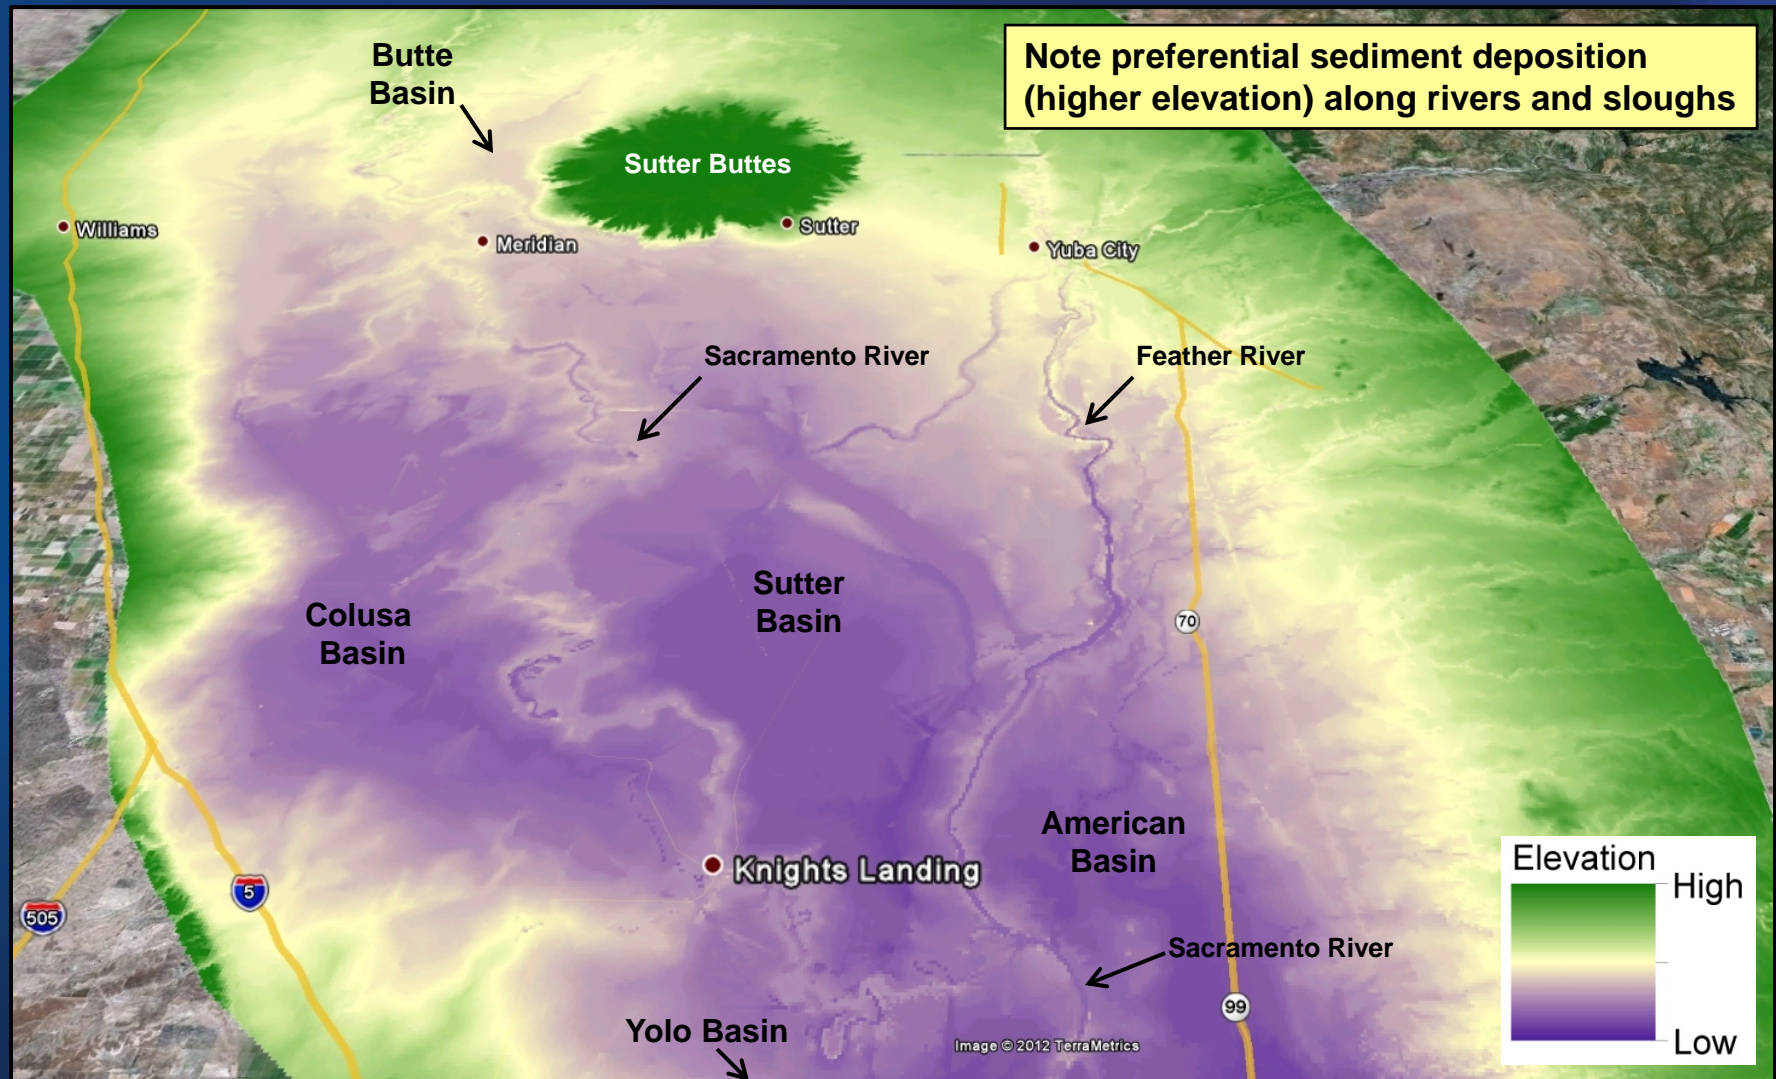 Note preferential sediment deposition
(higher elevation) along rivers and sloughs
Butte
Basin
Sutter Buttes
Williams
Meridian
Sutter
Yuba City
Sacramento River
Feather River
Sutter
Basin
Colusa
Basin
70
American
Basin
Knights Landing
5
505
Sacramento River
99
Yolo Basin
Image © 2012 TerraMetrics
Elevation
High
Low